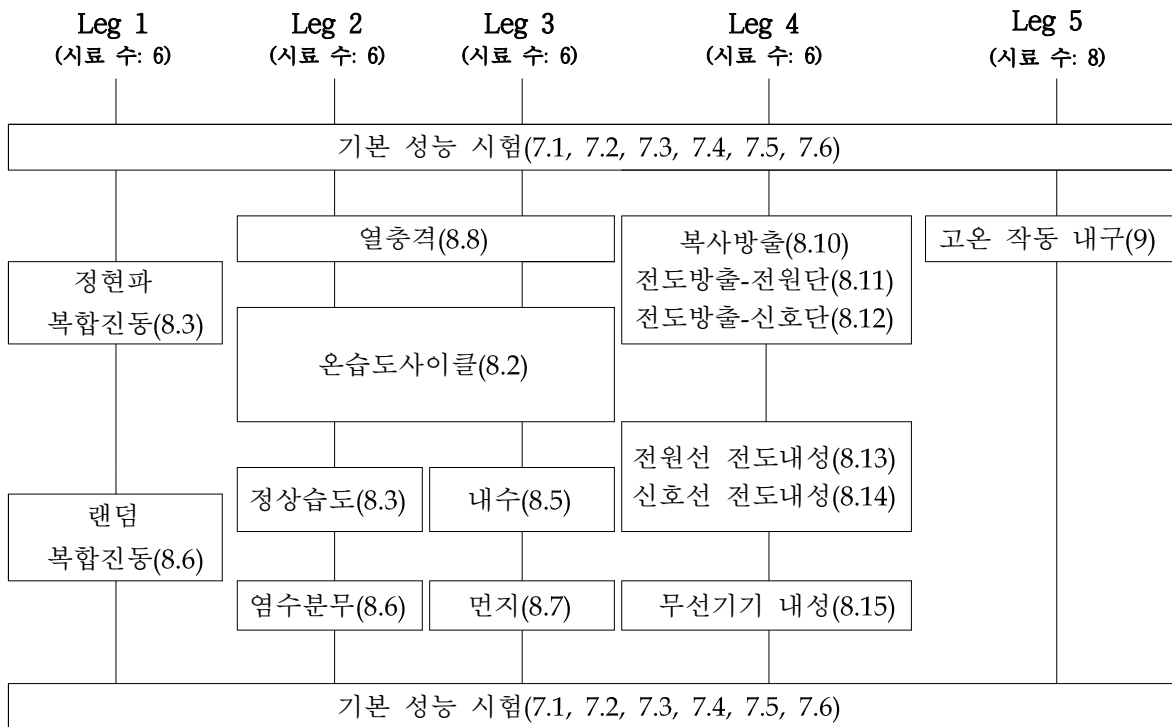 Leg 1
(시료 수: 6)
Leg 2
(시료 수: 6)
Leg 3
(시료 수: 6)
Leg 4
(시료 수: 6)
Leg 5
(시료 수: 8)
기본 성능 시험(7.1, 7.2, 7.3, 7.4, 7.5, 7.6)
정현파
복합진동(8.3)
랜덤
복합진동(8.6)
열충격(8.8)
온습도사이클(8.2)
정상습도(8.3)
염수분무(8.6)
내수(8.5)
먼지(8.7)
복사방출(8.10)
전도방출-전원단(8.11)
전도방출-신호단(8.12)
전원선 전도내성(8.13)
신호선 전도내성(8.14)
무선기기 내성(8.15)
고온 작동 내구(9)
기본 성능 시험(7.1, 7.2, 7.3, 7.4, 7.5, 7.6)